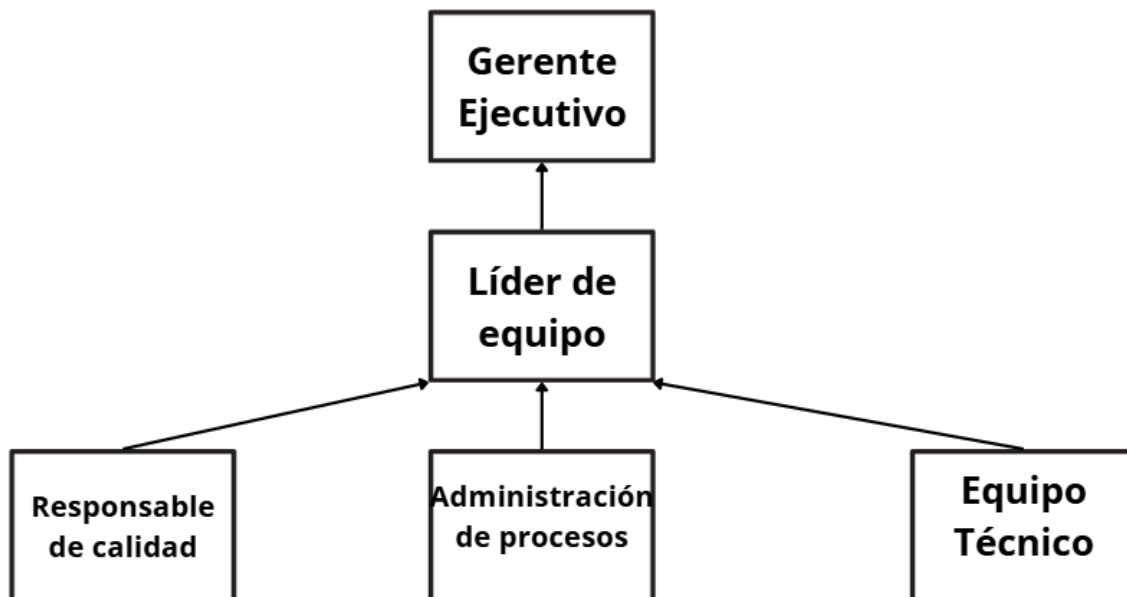 Gerente
Ejecutivo
Líder de
equipo
Responsable
de calidad
Administración
de procesos
Equipo
Técnico